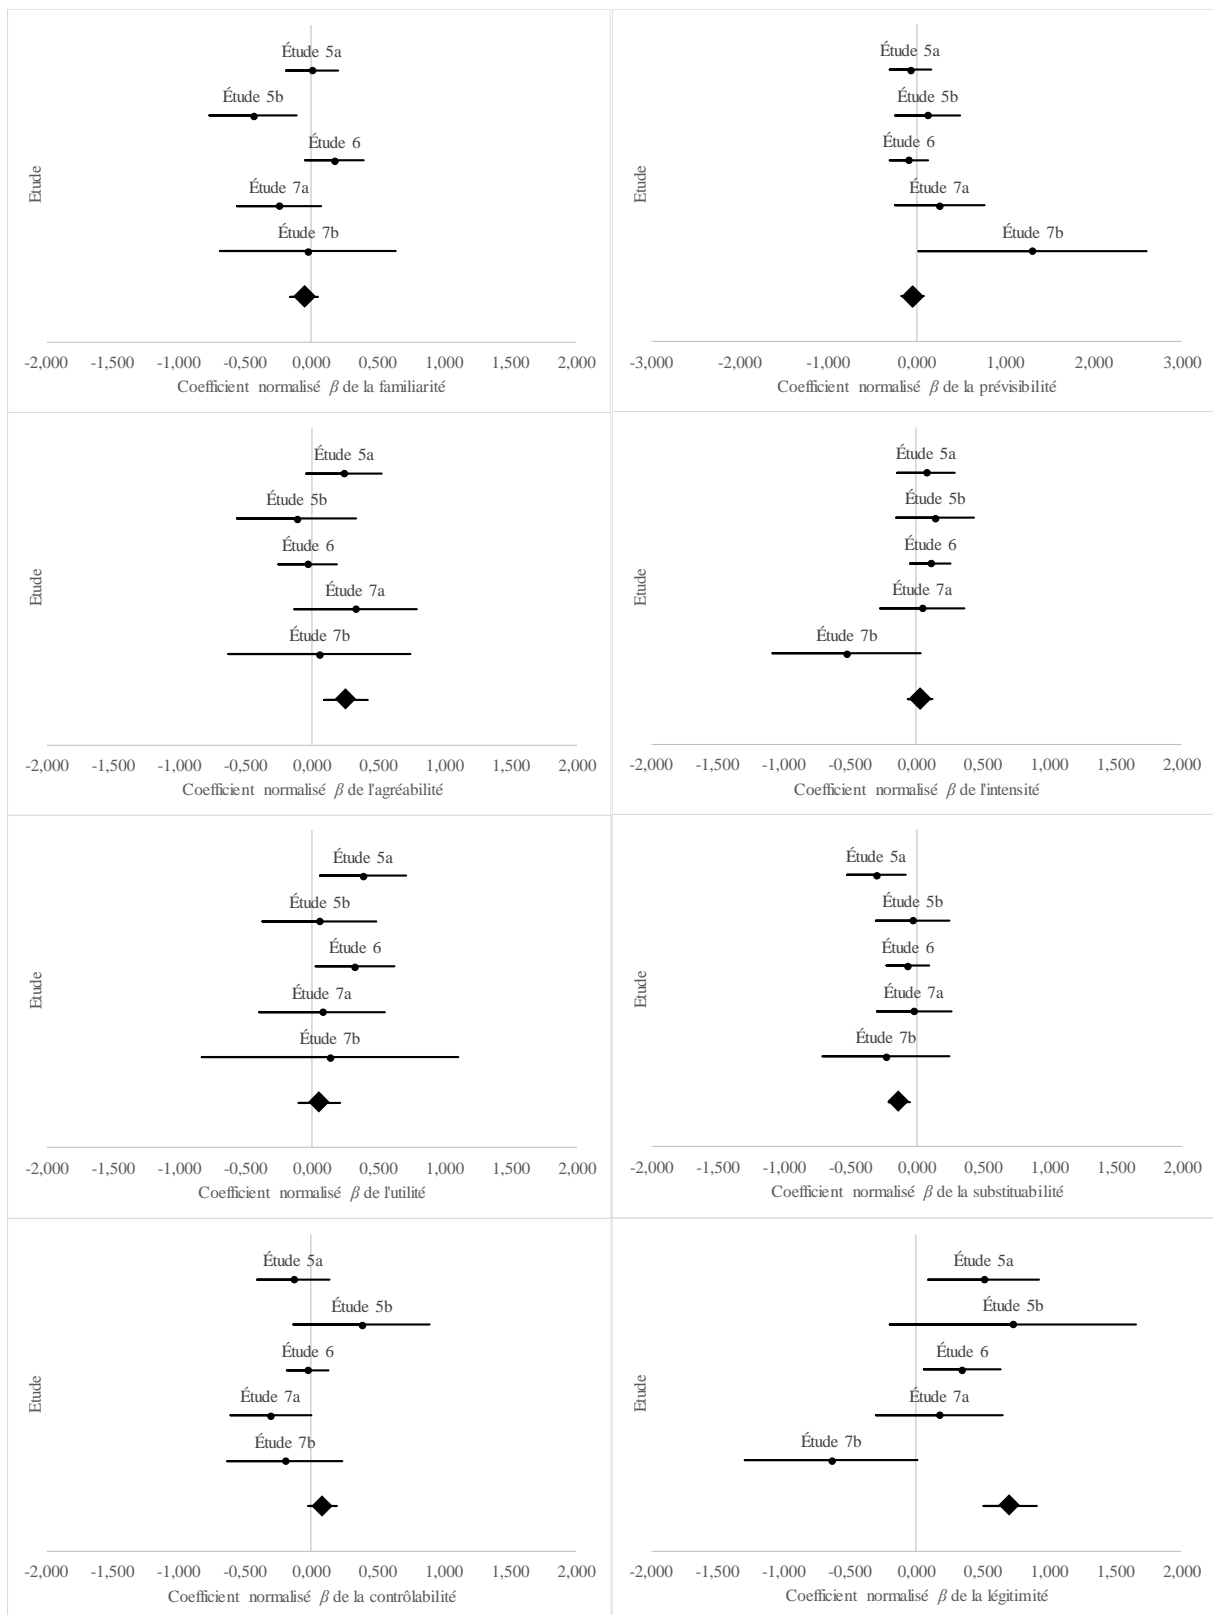 Étude 5a
Étude 5b
Étude 6
Étude 7a
Étude 7b
Etude
-2,000 -1,500 -1,000 -0,500 0,000 0,500 1,000 1,500 2,000
Coefficient normalisé β de la familiarité
Étude 5a
Étude 5b
Étude 6
Étude 7a
Étude 7b
Etude
-3,000 -2,000 -1,000 0,000 1,000 2,000 3,000
Coefficient normalisé β de la prévisibilité
Étude 5a
Étude 5b
Étude 6
Étude 7a
Étude 7b
Etude
-2,000 -1,500 -1,000 -0,500 0,000 0,500 1,000 1,500 2,000
Coefficient normalisé β de l'agréabilité
Étude 5a
Étude 5b
Étude 6
Étude 7a
Étude 7b
Etude
-2,000 -1,500 -1,000 -0,500 0,000 0,500 1,000 1,500 2,000
Coefficient normalisé β de l'intensité
Étude 5a
Étude 5b
Étude 6
Étude 7a
Étude 7b
Etude
-2,000 -1,500 -1,000 -0,500 0,000 0,500 1,000 1,500 2,000
Coefficient normalisé β de l'utilité
Étude 5a
Étude 5b
Étude 6
Étude 7a
Étude 7b
Etude
-2,000 -1,500 -1,000 -0,500 0,000 0,500 1,000 1,500 2,000
Coefficient normalisé β de la substituabilité
Étude 5a
Étude 5b
Étude 6
Étude 7a
Étude 7b
Etude
-2,000 -1,500 -1,000 -0,500 0,000 0,500 1,000 1,500 2,000
Coefficient normalisé β de la contrôlabilité
Étude 5a
Étude 5b
Étude 6
Étude 7a
Étude 7b
Etude
-2,000 -1,500 -1,000 -0,500 0,000 0,500 1,000 1,500 2,000
Coefficient normalisé β de la légitimité